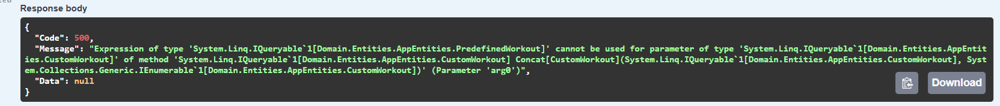 Response body
{
"Code": 500,
"Message": "Expression of type 'System.Linq.IQueryable`1[Domain.Entities.AppEntities.PredefinedWorkout]' cannot be used for parameter of type 'System.Linq.IQueryable`1[Domain.Entities.AppEntit
ies.CustomWorkout]' of method 'System.Linq.IQueryable`1[Domain.Entities.AppEntities.CustomWorkout] Concat[CustomWorkout](System.Linq.IQueryable`1[Domain.Entities.AppEntities.CustomWorkout], Syst
em.Collections.Generic.IEnumerable`1[Domain.Entities.AppEntities.CustomWorkout])' (Parameter 'arg0')",
"Data": null
}
Download